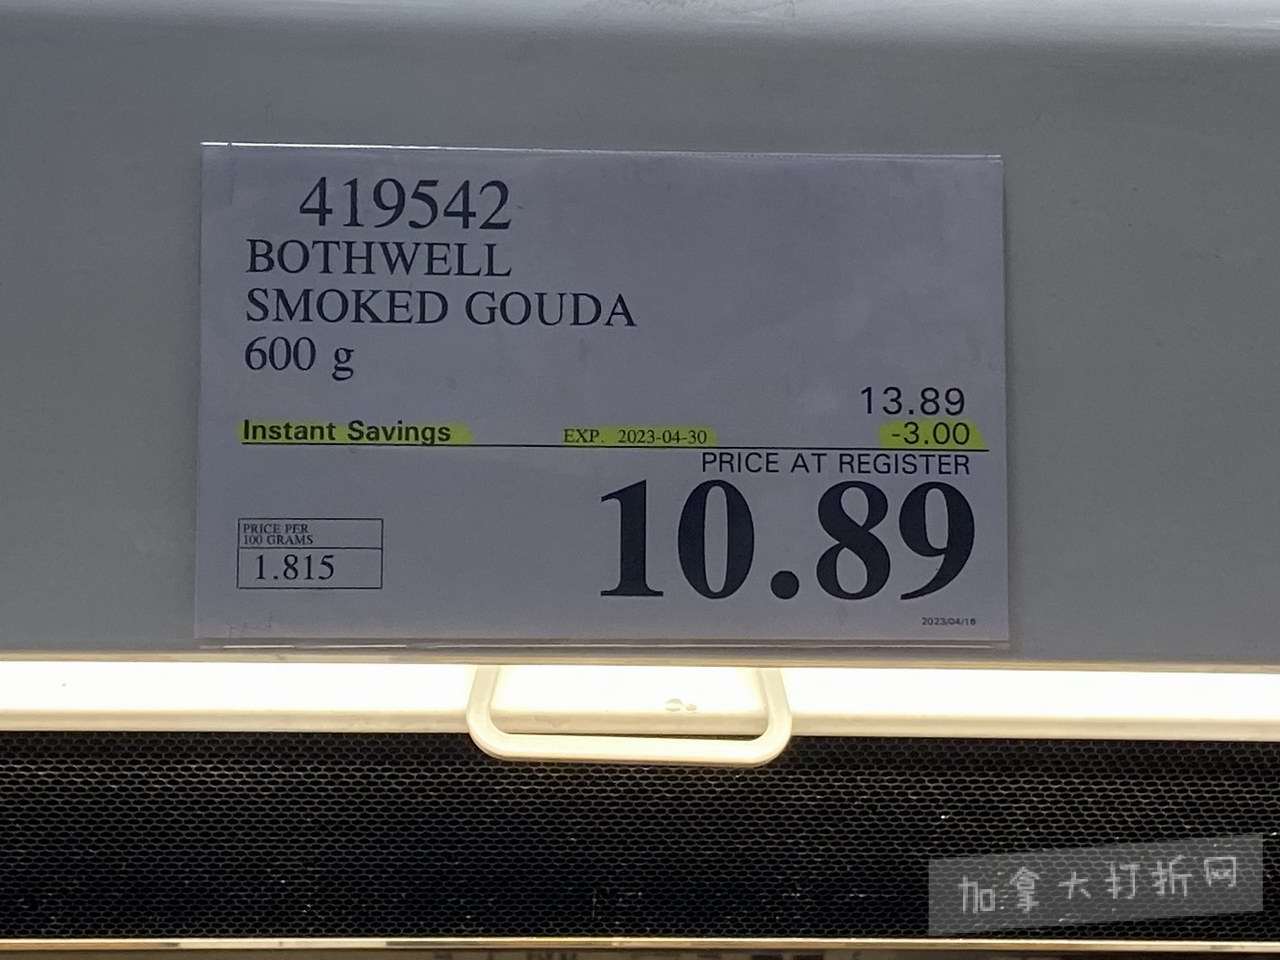 419542
BOTHWELL
SMOKED GOUDA
600 g
13.89
Instant Savings EXP. 2023-04-30 -3.00
PRICE AT REGISTER
10.89
PRICE PER
100 GRAMS
1.815
2023/04/16
加拿大打折网